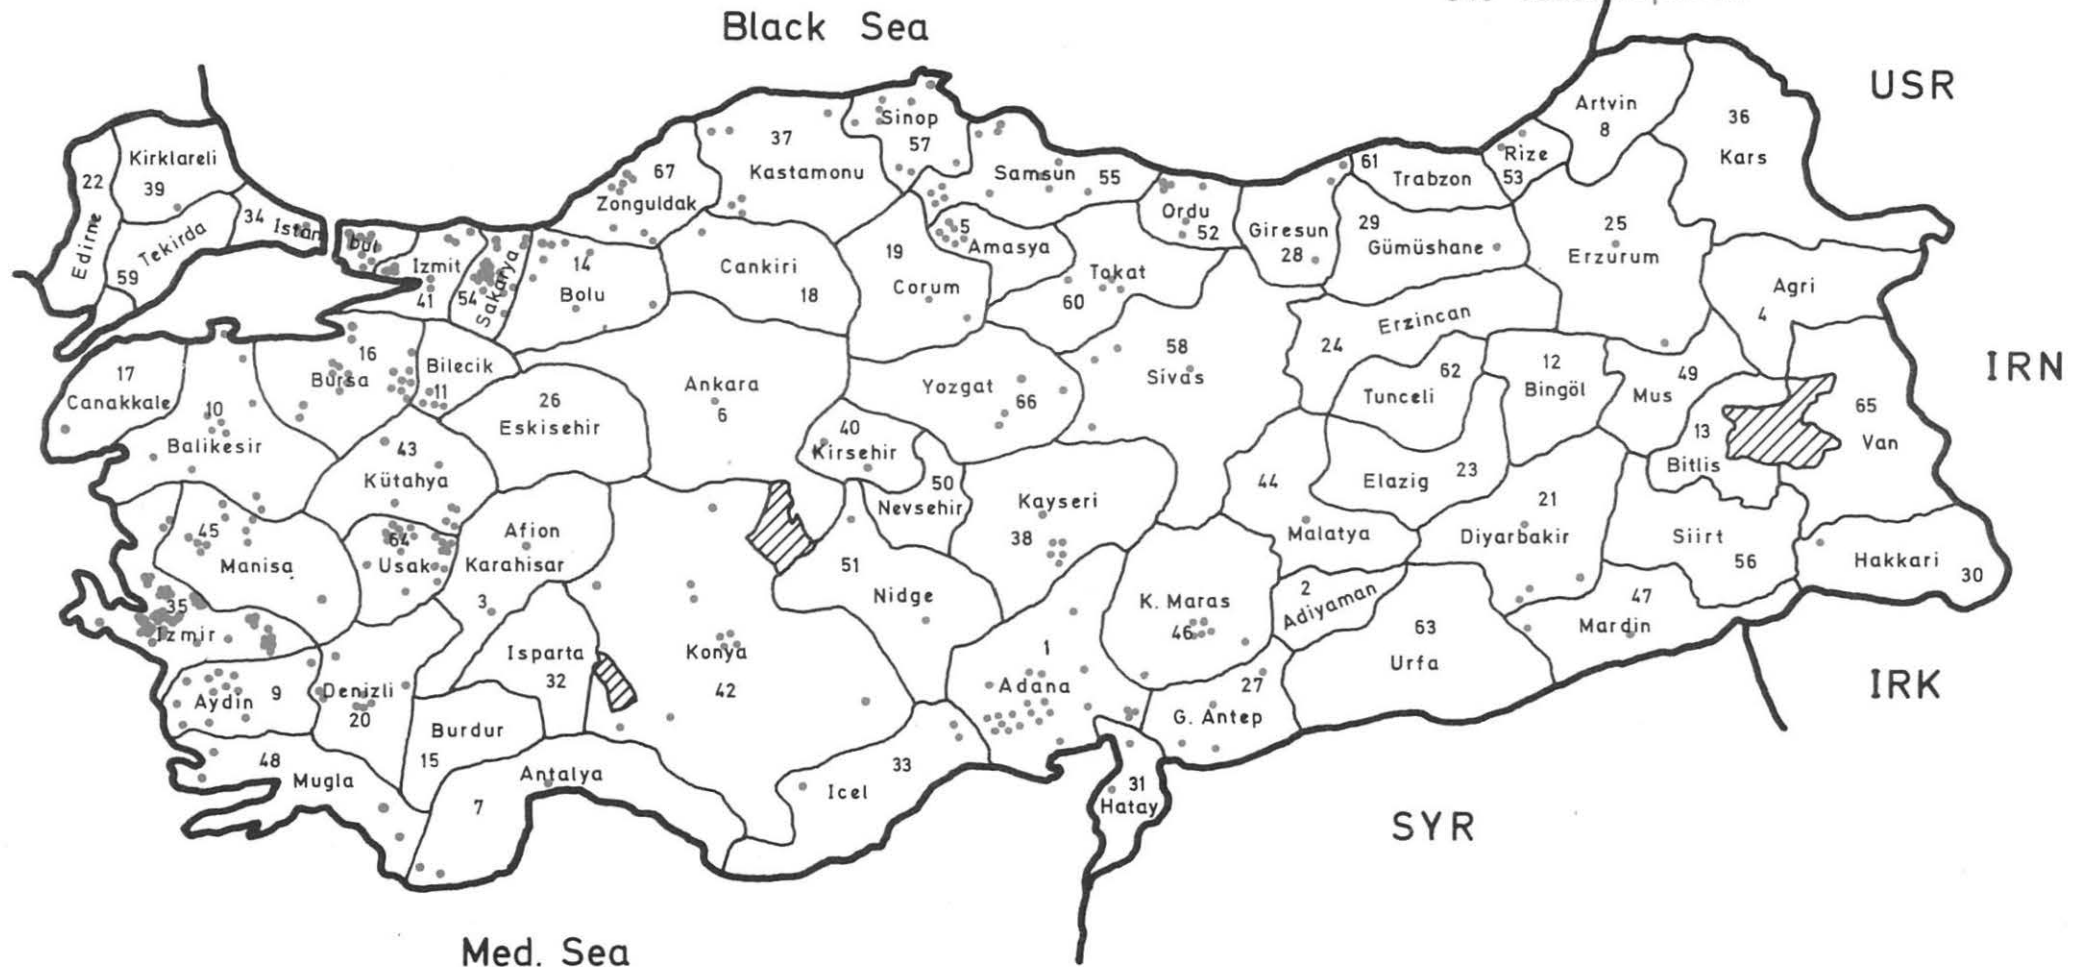 Black Sea
USR
IRN
IRK
SYR
Med. Sea
22
Edirne
Kirklareli
39
Tekirda
59
34 Istan
bul
Izmit
41
54
Sakarya
14
Bolu
67
Zonguldak
37
Kastamonu
Sinop
57
Samsun 55
5
Amasya
Ordu
52
Giresun
28
61
Trabzon
29
Gümüshane
Rize
53
Artvin
8
36
Kars
25
Erzurum
Agri
4
Cankiri
18
19
Corum
Tokat
60
58
Sivas
24
Erzincan
62
Tunceli
12
Bingöl
49
Mus
13
Bitlis
65
Van
17
Canakkale
10
Balikesir
16
Bursa
Bilecik
11
26
Eskisehir
Ankara
6
40
Kirsehir
Yozgat
66
43
Kütahya
50
Nevsehir
Kayseri
38
44
Malatya
Elazig 23
21
Diyarbakir
Siirt
56
Hakkari
30
45
Manisa
64
Usak
Afion
Karahisar
3
51
Nidge
K. Maras
46
2
Adiyaman
63
Urfa
47
Mardin
35
Izmir
Isparta
32
Konya
42
1
Adana
27
G. Antep
Aydin 9
Denizli
20
Burdur
15
48
Mugla
Antalya
7
33
Icel
31
Hatay